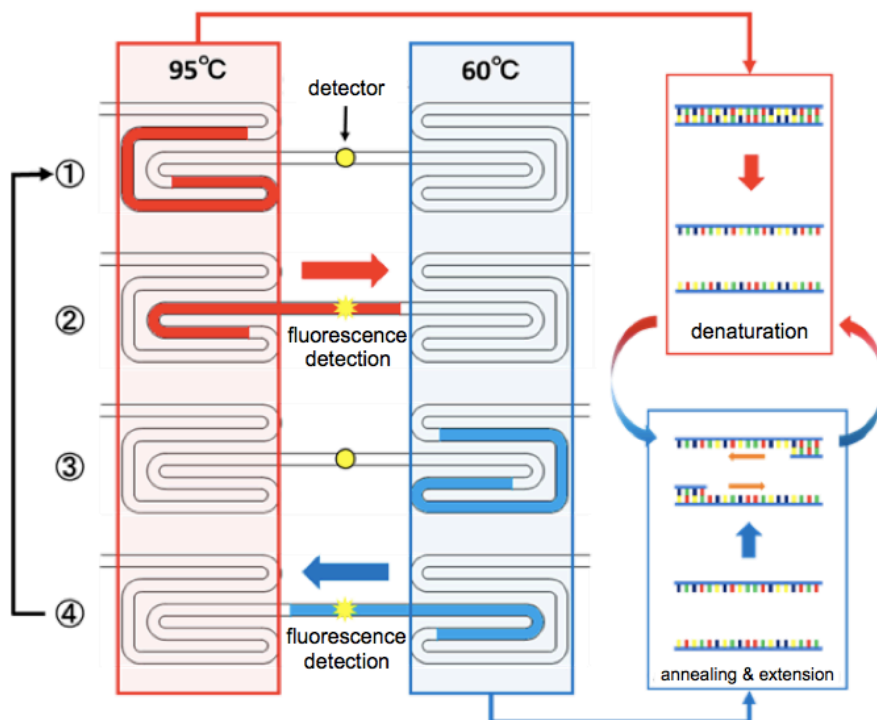 95℃
60℃
detector
①
②
fluorescence
detection
denaturation
③
④
fluorescence
detection
annealing & extension